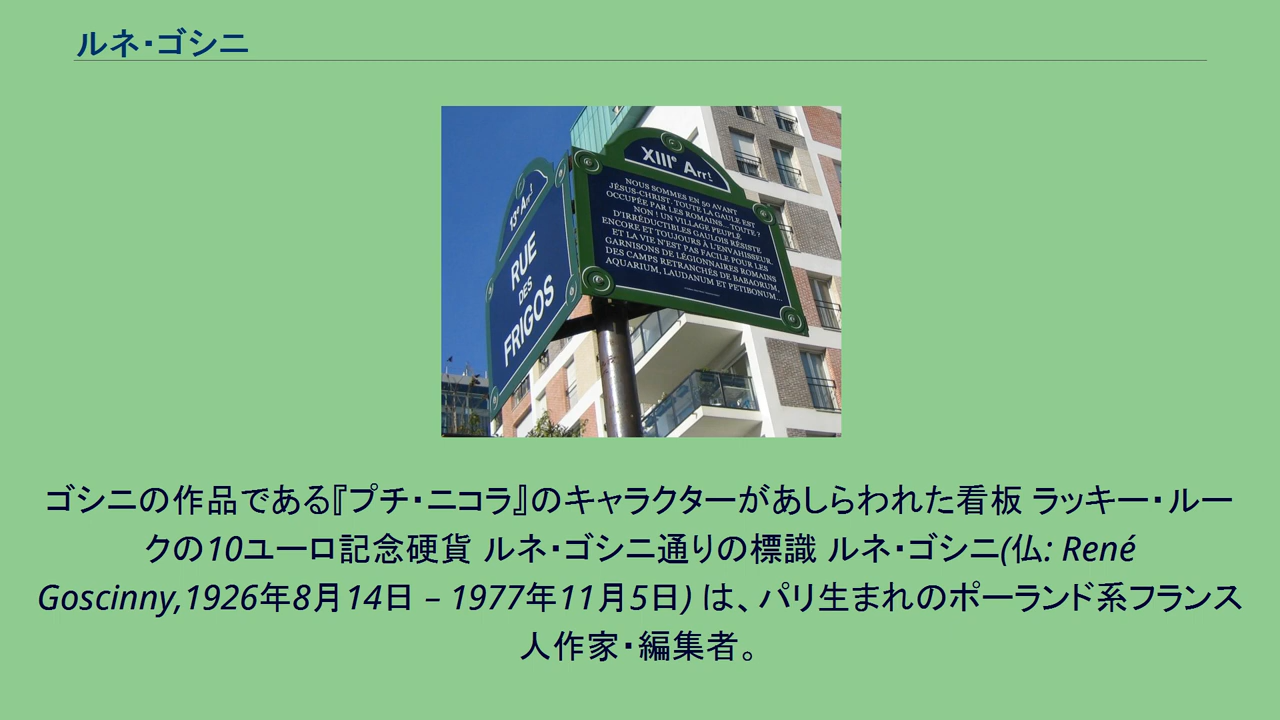 ルネ・ゴシニ
13e Arrt
RUE
DES
FRIGOS
XIIIe Arrt
NOUS SOMMES EN 50 AVANT
JÉSUS-CHRIST. TOUTE LA GAULE EST
OCCUPÉE PAR LES ROMAINS... TOUTE ?
NON ! UN VILLAGE PEUPLÉ
D'IRRÉDUCTIBLES GAULOIS RÉSISTE
ENCORE ET TOUJOURS À L'ENVAHISSEUR.
ET LA VIE N'EST PAS FACILE POUR LES
GARNISONS DE LÉGIONNAIRES ROMAINS
DES CAMPS RETRANCHÉS DE BABAORUM,
AQUARIUM, LAUDANUM ET PETIBONUM...
ゴシニの作品である『プチ・ニコラ』のキャラクターがあしらわれた看板 ラッキー・ルー
クの10ユーロ記念硬貨 ルネ・ゴシニ通りの標識 ルネ・ゴシニ(仏: René
Goscinny,1926年8月14日 – 1977年11月5日) は、パリ生まれのポーランド系フランス
人作家・編集者。